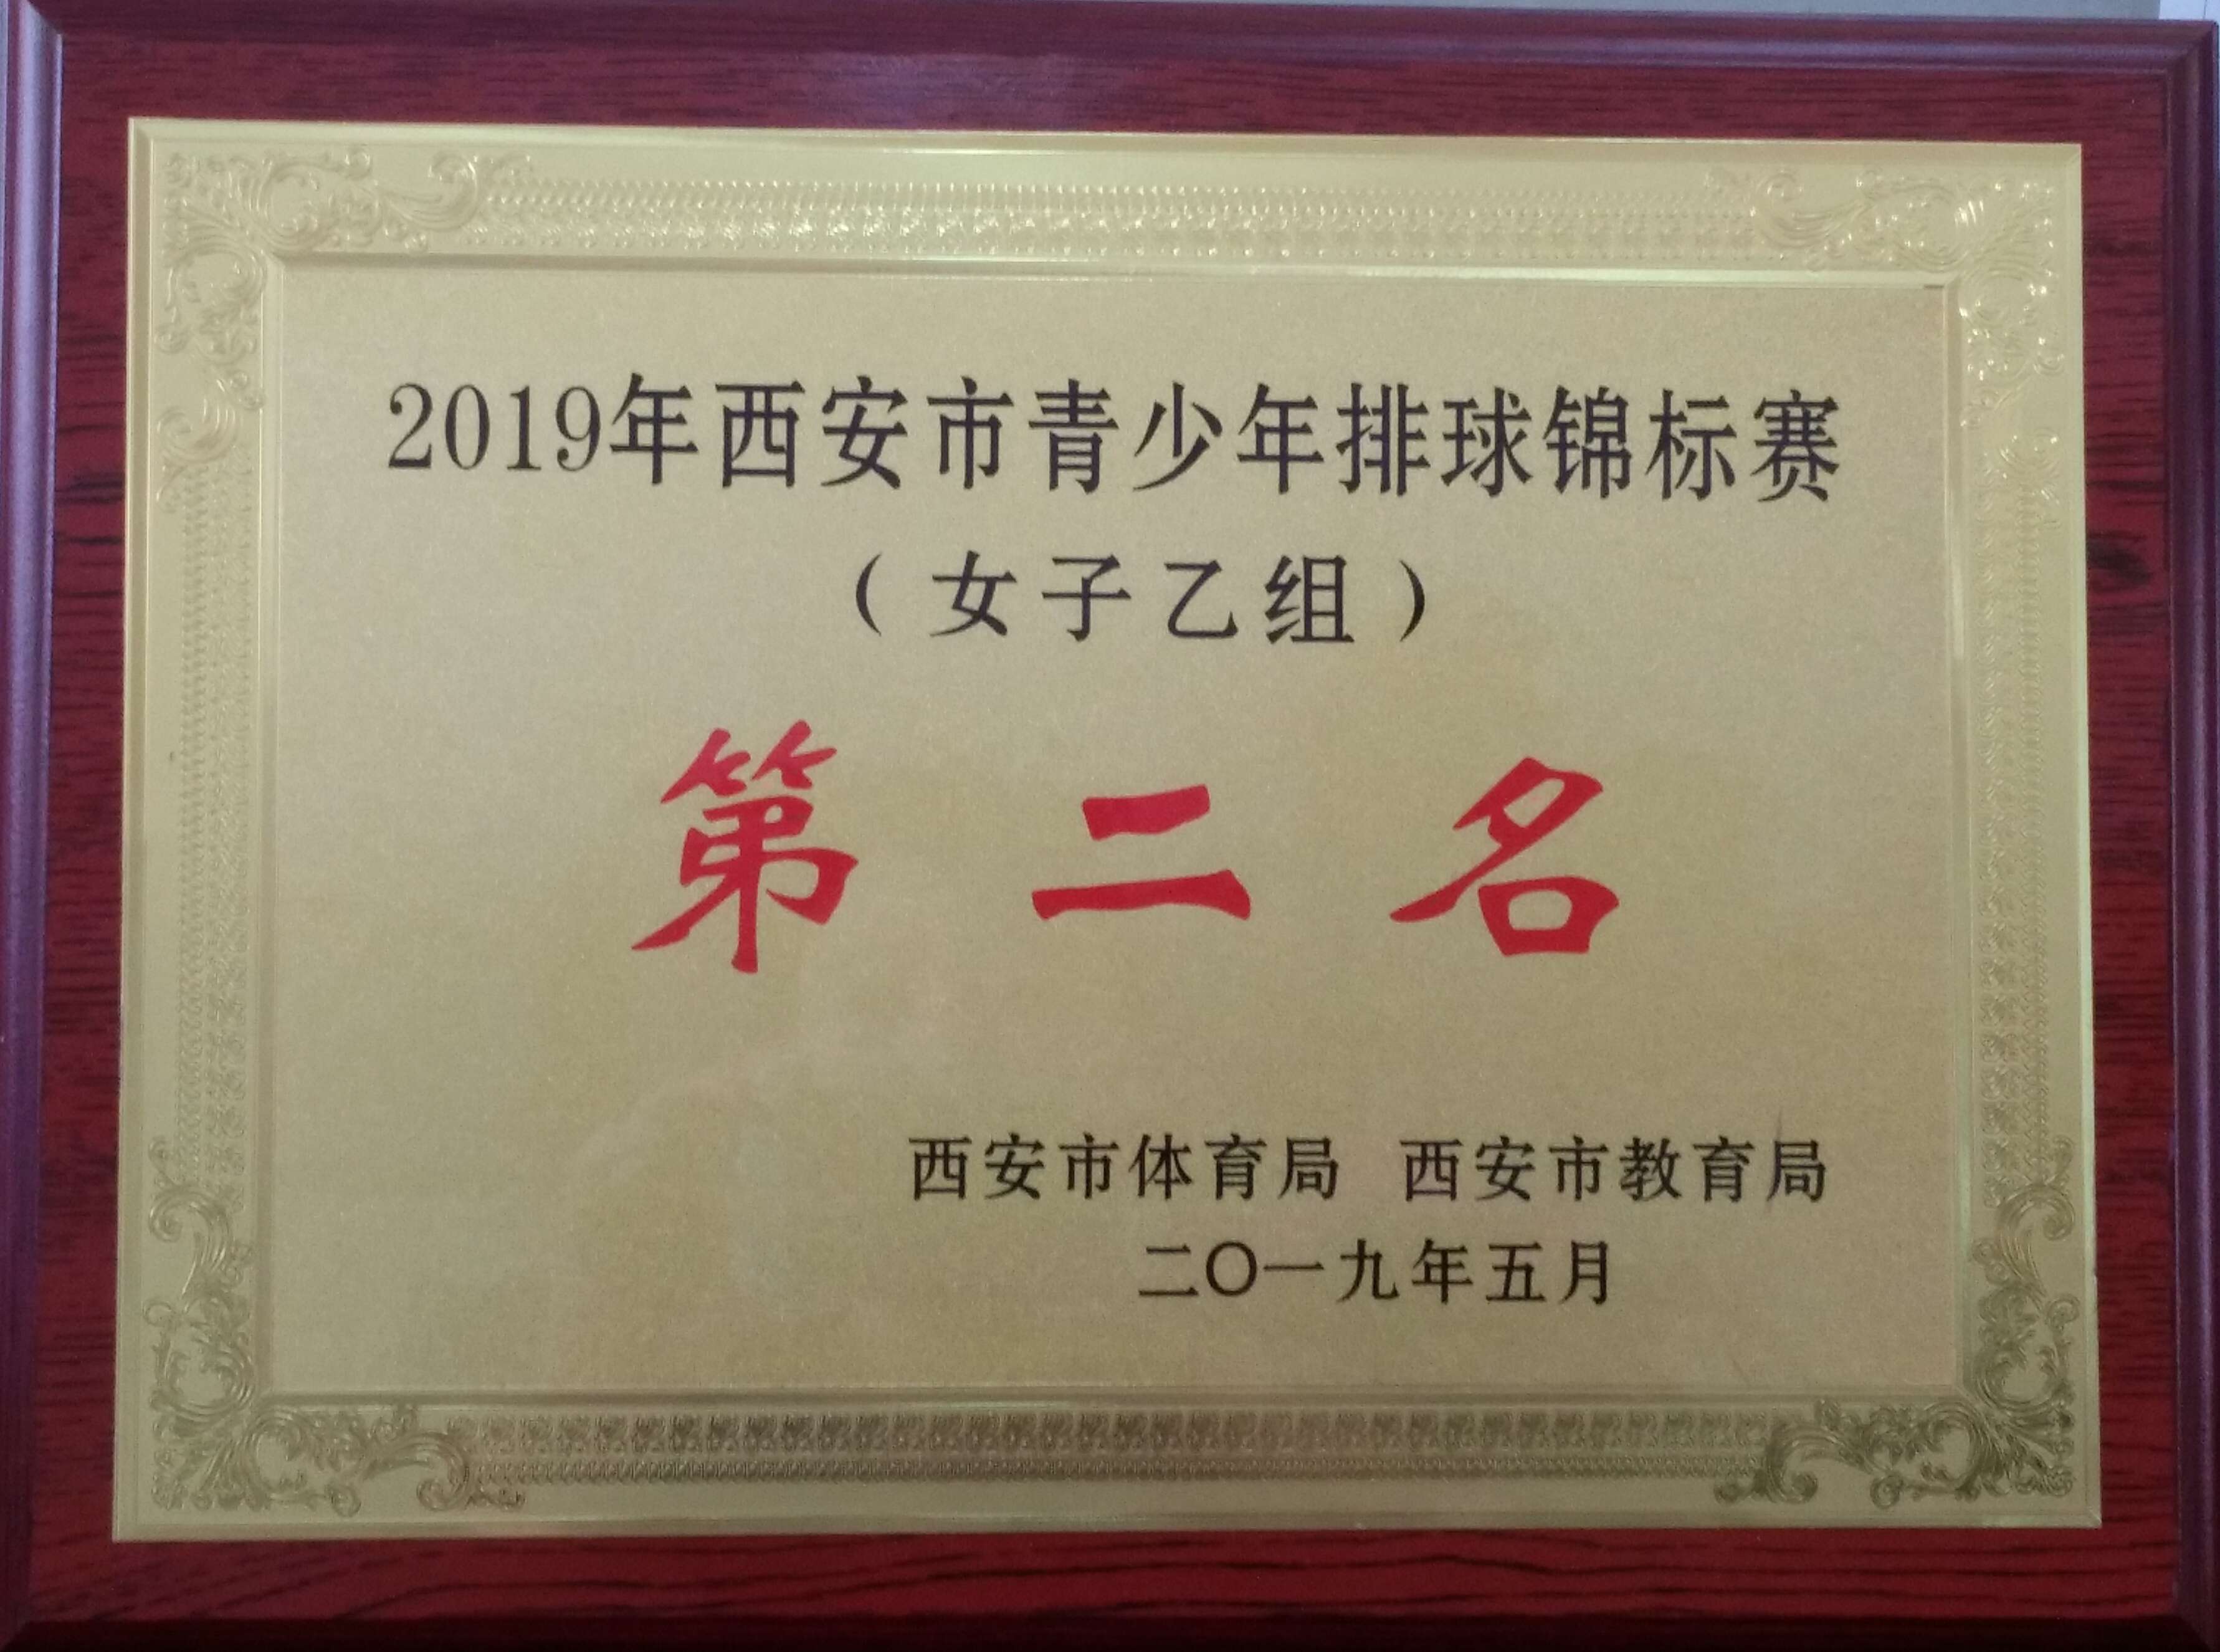 2019年西安市青少年排球锦标赛
（女子乙组）
第二名
西安市体育局 西安市教育局
二〇一九年五月